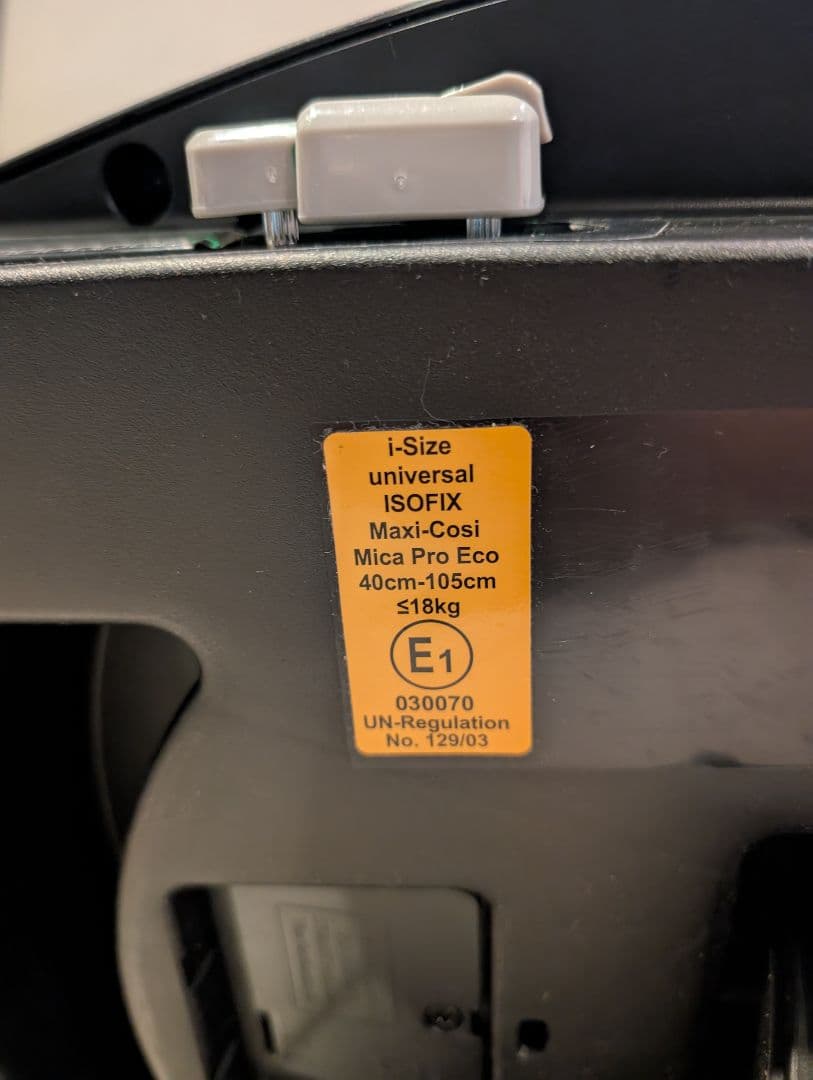 i-Size
universal
ISOFIX
Maxi-Cosi
Mica Pro Eco
40cm-105cm
≤18kg
E1
030070
UN-Regulation
No. 129/03